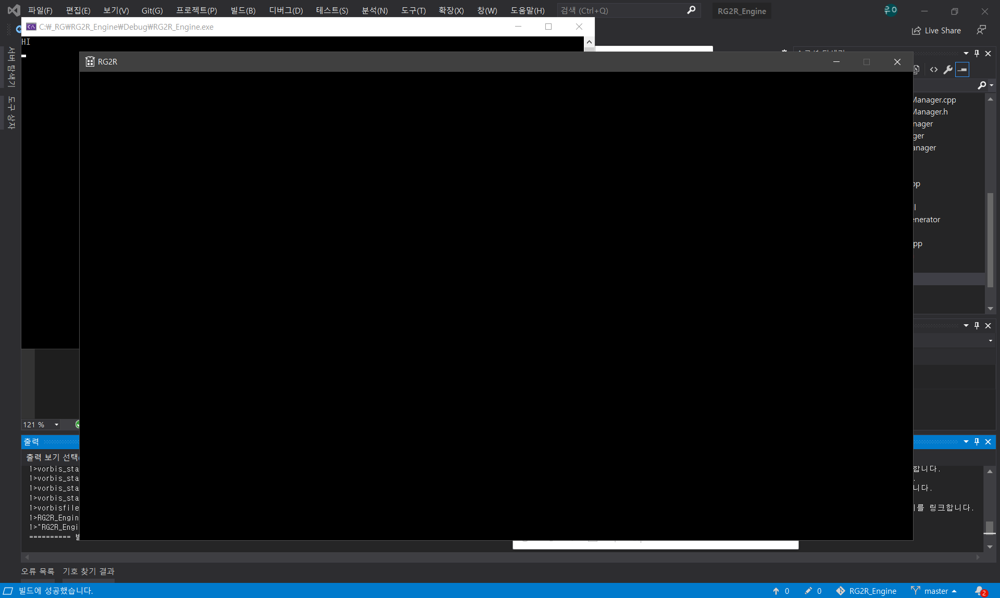 파일(F) 편집(E) 보기(V) Git(G) 프로젝트(P) 빌드(B) 디버그(D) 테스트(S) 분석(N) 도구(T) 확장(X) 창(W) 도움말(H) 검색 (Ctrl+Q) RG2R_Engine 우0
C:\_RG\RG2R_Engine\Debug\RG2R_Engine.exe
Live Share
HI
서버 탐색기
도구 상자
RG2R
Manager.cpp
Manager.h
nager
ger
anager
pp
l
enerator
pp
121 %
출력
출력 보기 선택
1>vorbis_sta 합니다.
1>vorbis_sta .
1>vorbis_sta 니다.
1>vorbis_sta
1>vorbisfile 를 링크합니다.
1>RG2R_Engin
1>"RG2R_Engi
==========
오류 목록 기호 찾기 결과
빌드에 성공했습니다. 0 0 RG2R_Engine master 2